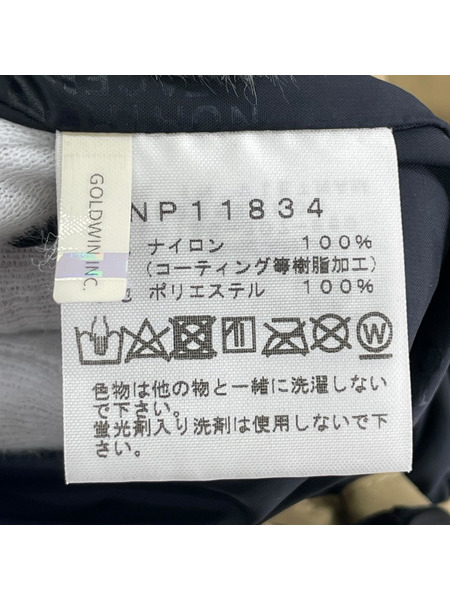 GOLDWIN INC.
NP11834
ナイロン 100%
(コーティング等樹脂加工)
ポリエステル 100%
W
色物は他の物と一緒に洗濯しない
で下さい。
蛍光剤入り洗剤は使用しないで下
さい。